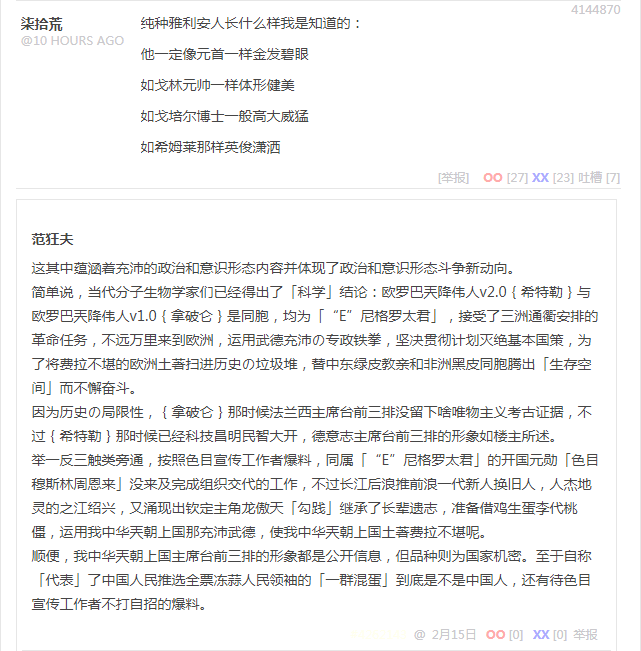 4144870
柒拾荒
@10 HOURS AGO
纯种雅利安人长什么样我是知道的：
他一定像元首一样金发碧眼
如戈林元帅一样体形健美
如戈培尔博士一般高大威猛
如希姆莱那样英俊潇洒
[举报] OO [27] XX [23] 吐槽 [7]
范狂夫
这其中蕴涵着充沛的政治和意识形态内容并体现了政治和意识形态斗争新动向。
简单说，当代分子生物学家们已经得出了「科学」结论：欧罗巴天降伟人v2.0｛希特勒｝与
欧罗巴天降伟人v1.0｛拿破仑｝是同胞，均为「“E”尼格罗太君」，接受了三洲通衢安排的
革命任务，不远万里来到欧洲，运用武德充沛の专政铁拳，坚决贯彻计划灭绝基本国策，为
了将费拉不堪的欧洲土著扫进历史の垃圾堆，替中东绿皮教亲和非洲黑皮同胞腾出「生存空
间」而不懈奋斗。
因为历史の局限性，｛拿破仑｝那时候法兰西主席台前三排没留下啥唯物主义考古证据，不
过｛希特勒｝那时候已经科技昌明民智大开，德意志主席台前三排的形象如楼主所述。
举一反三触类旁通，按照色目宣传工作者爆料，同属「“E”尼格罗太君」的开国元勋「色目
穆斯林周恩来」没来及完成组织交代的工作，不过长江后浪推前浪一代新人换旧人，人杰地
灵的之江绍兴，又涌现出钦定主角龙傲天「勾践」继承了长辈遗志，准备借鸡生蛋李代桃
僵，运用我中华天朝上国那充沛武德，使我中华天朝上国土著费拉不堪呢。
顺便，我中华天朝上国主席台前三排的形象都是公开信息，但品种则为国家机密。至于自称
「代表」了中国人民推选全票冻蒜人民领袖的「一群混蛋」到底是不是中国人，还有待色目
宣传工作者不打自招的爆料。
@ 2月15日 OO [0] XX [0] 举报